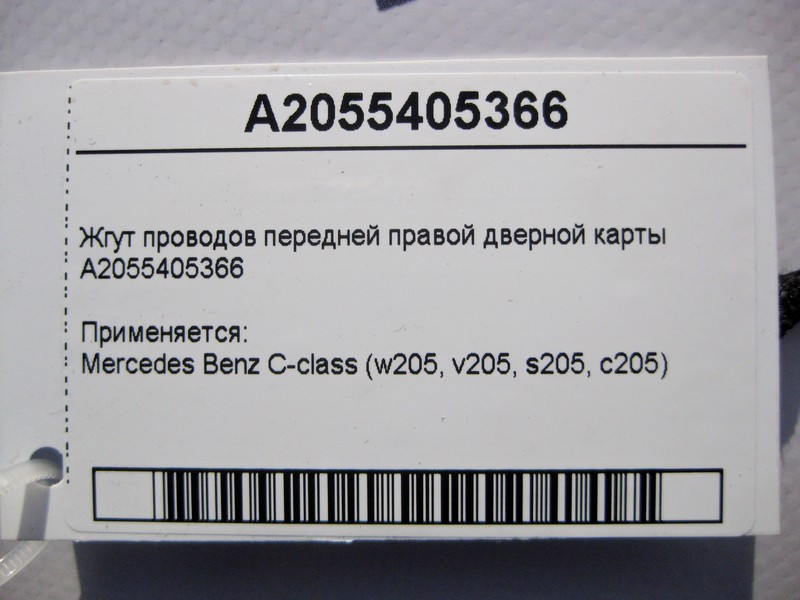 A2055405366
Жгут проводов передней правой дверной карты
A2055405366
Применяется:
Mercedes Benz C-class (w205, v205, s205, c205)